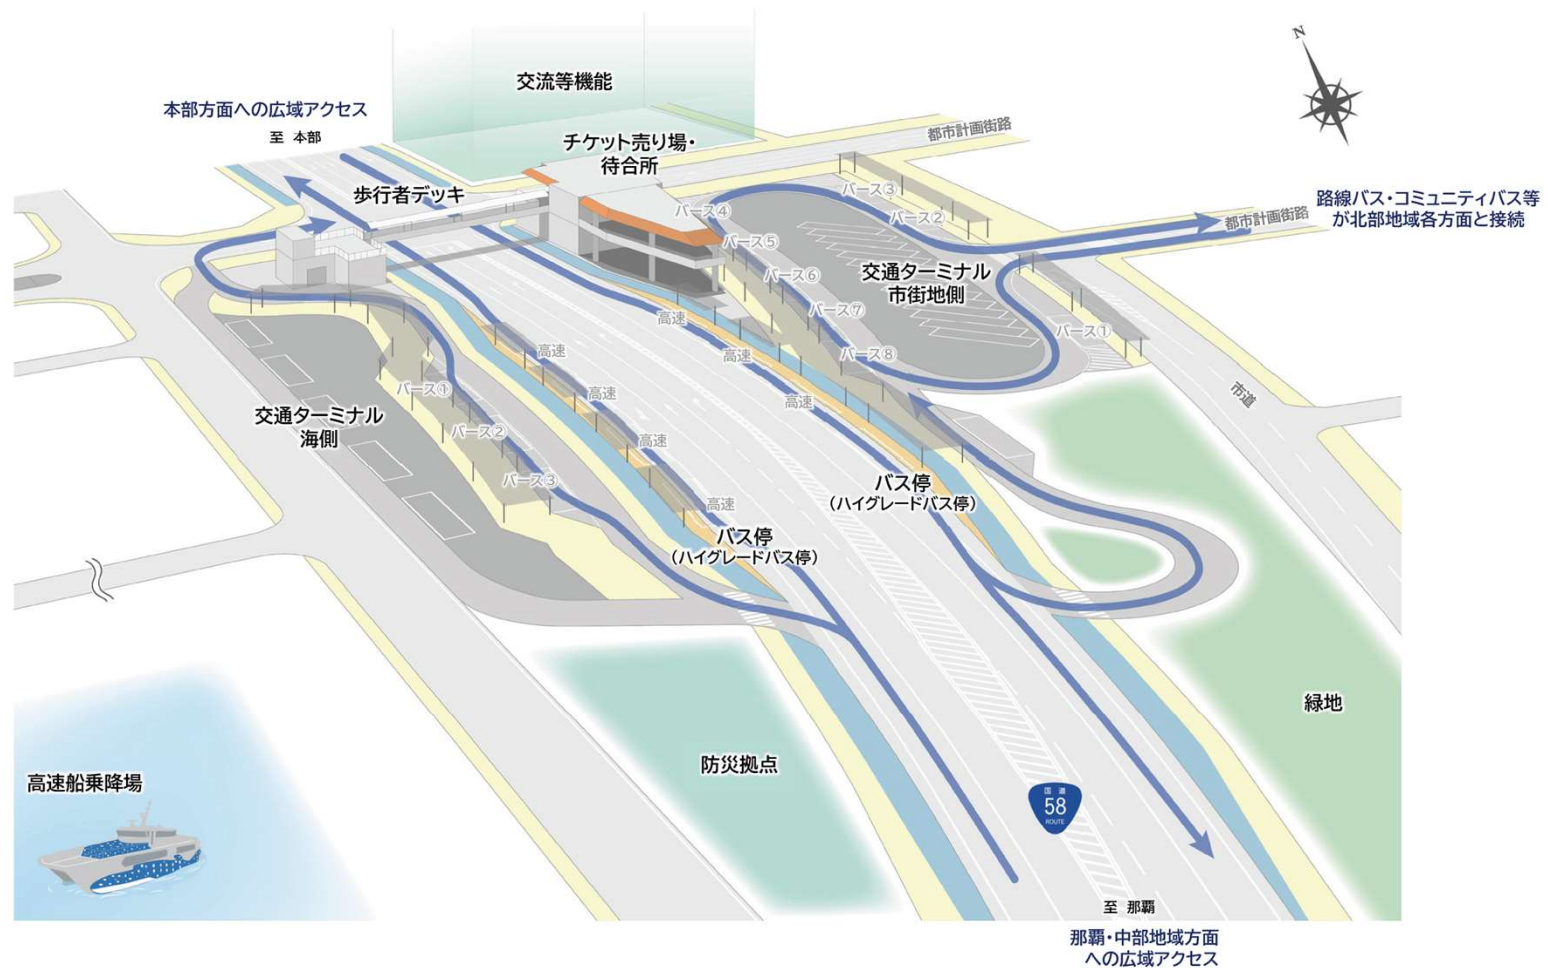 N
交流等機能
本部方面への広域アクセス
至 本部
都市計画街路
チケット売り場・
待合所
歩行者デッキ
バース③
バース②
バース④
路線バス・コミュニティバス等
が北部地域各方面と接続
都市計画街路
バース⑤
バース⑥
交通ターミナル
市街地側
バース⑦
バース①
バース⑧
高速
高速
高速
高速
高速
高速
高速
市道
バース①
バース②
バース③
交通ターミナル
海側
バス停
(ハイグレードバス停)
バス停
(ハイグレードバス停)
緑地
防災拠点
高速船乗降場
国道
58
ROUTE
至 那覇
那覇・中部地域方面
への広域アクセス